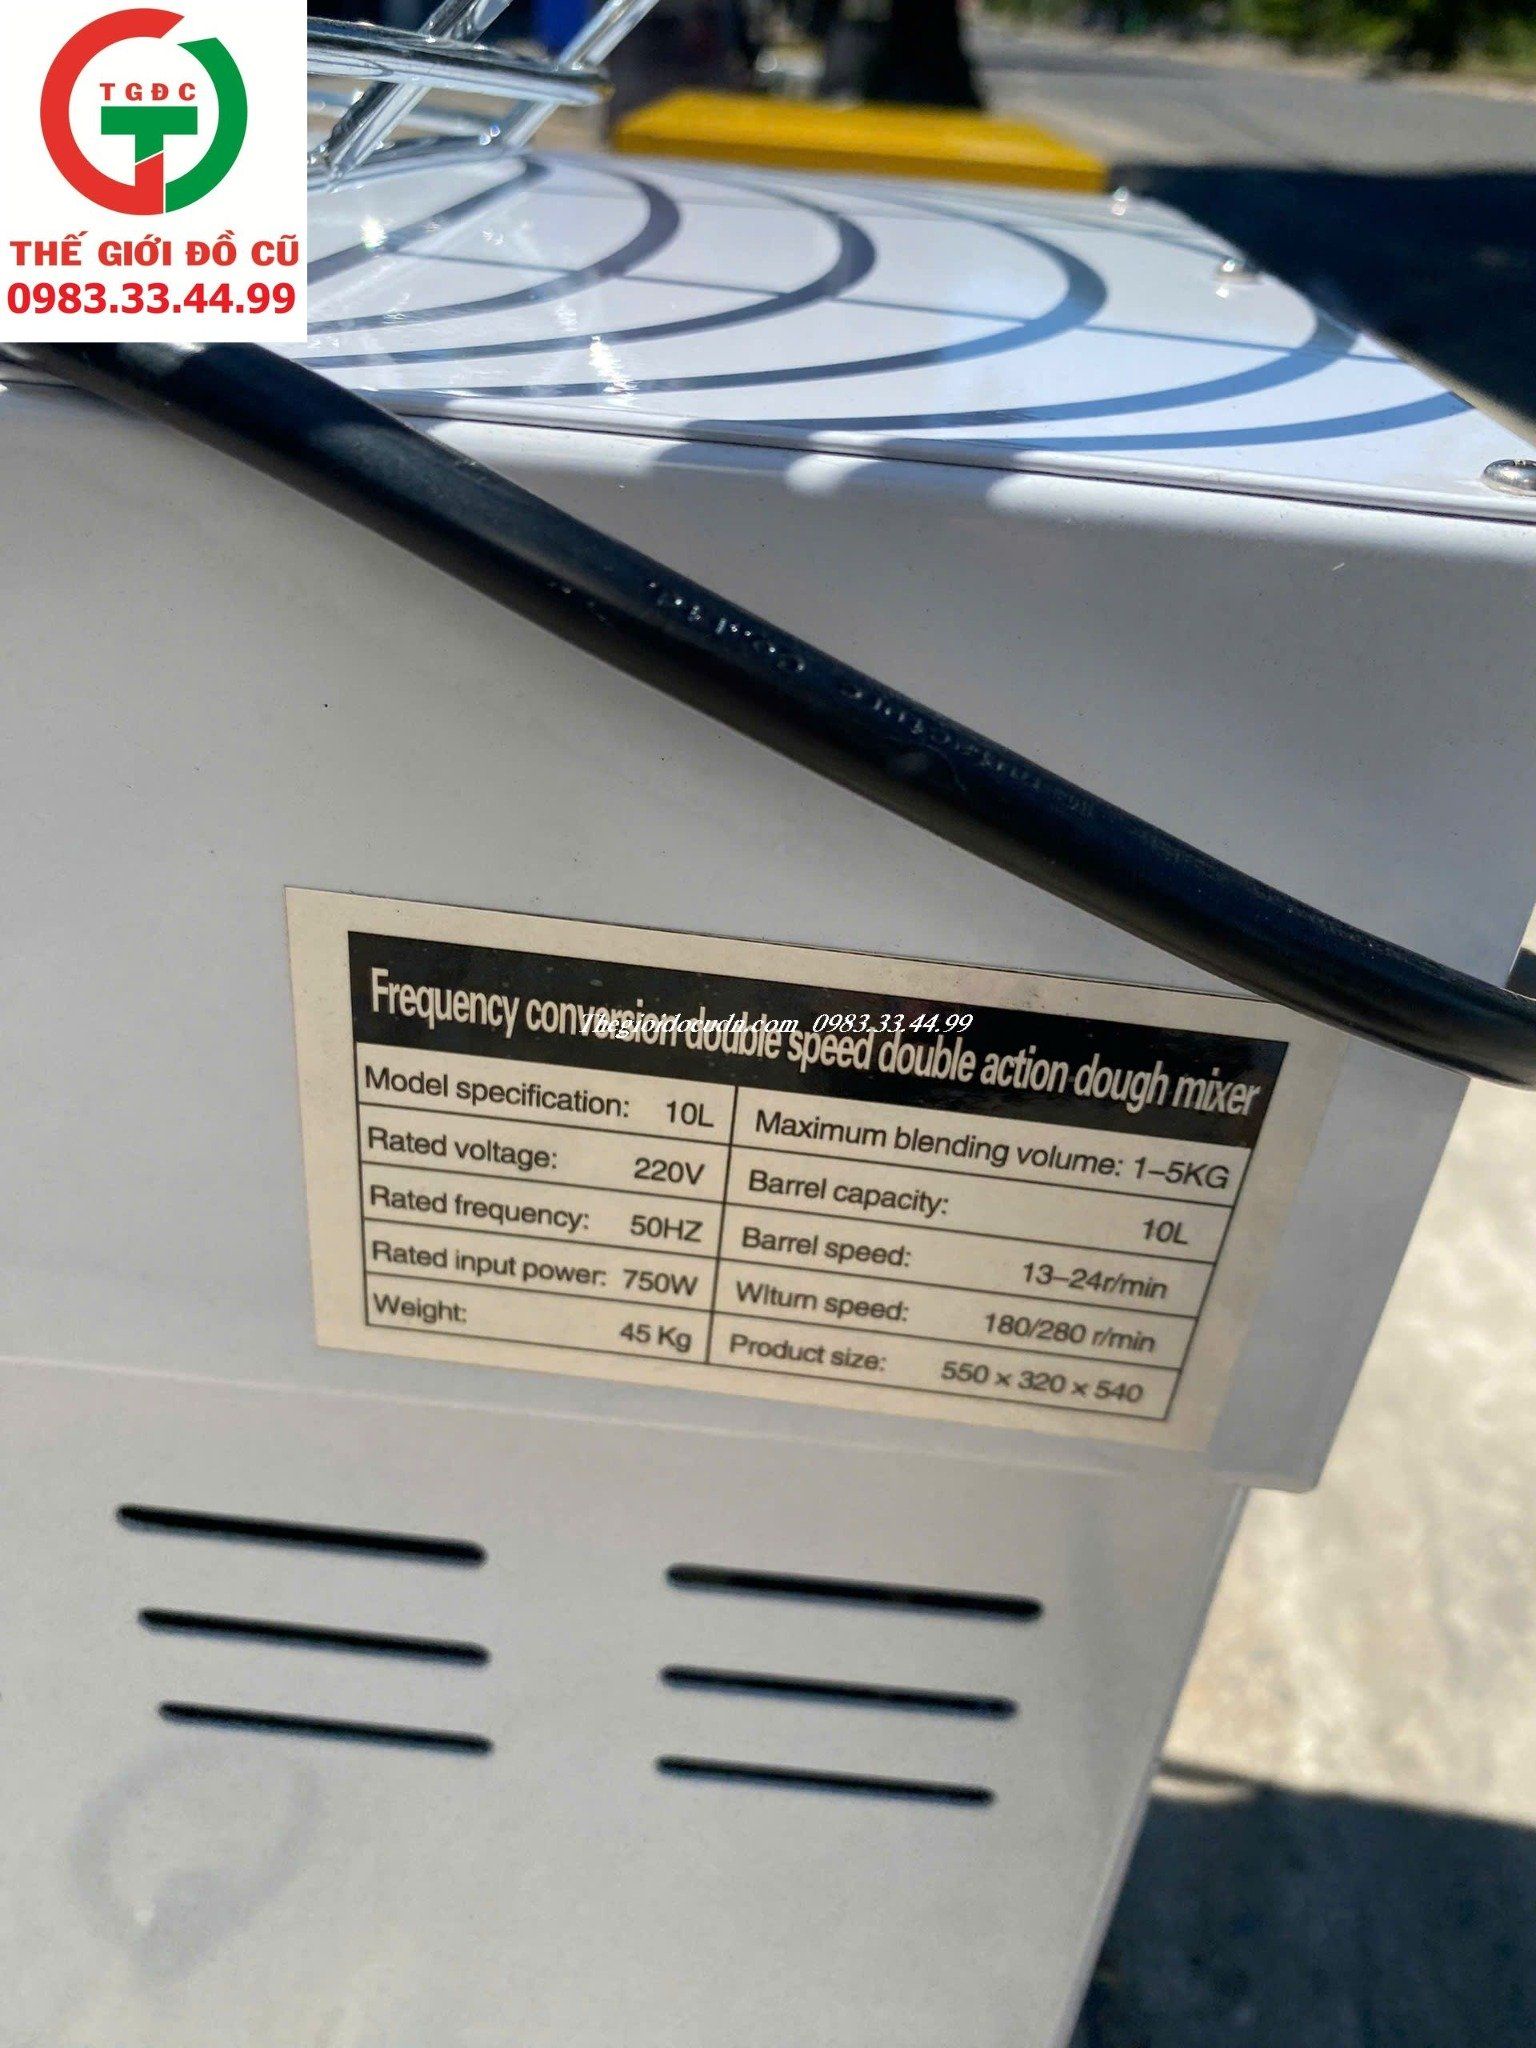 TGĐC
THẾ GIỚI ĐỒ CŨ
0983.33.44.99
Frequency conversion double speed double action dough mixer
Thegioidocudn.com 0983.33.44.99
Model specification: 10L
Maximum blending volume: 1–5KG
Rated voltage: 220V
Barrel capacity: 10L
Rated frequency: 50HZ
Barrel speed: 13–24r/min
Rated input power: 750W
Wlturn speed: 180/280 r/min
Weight: 45 Kg
Product size: 550 × 320 × 540